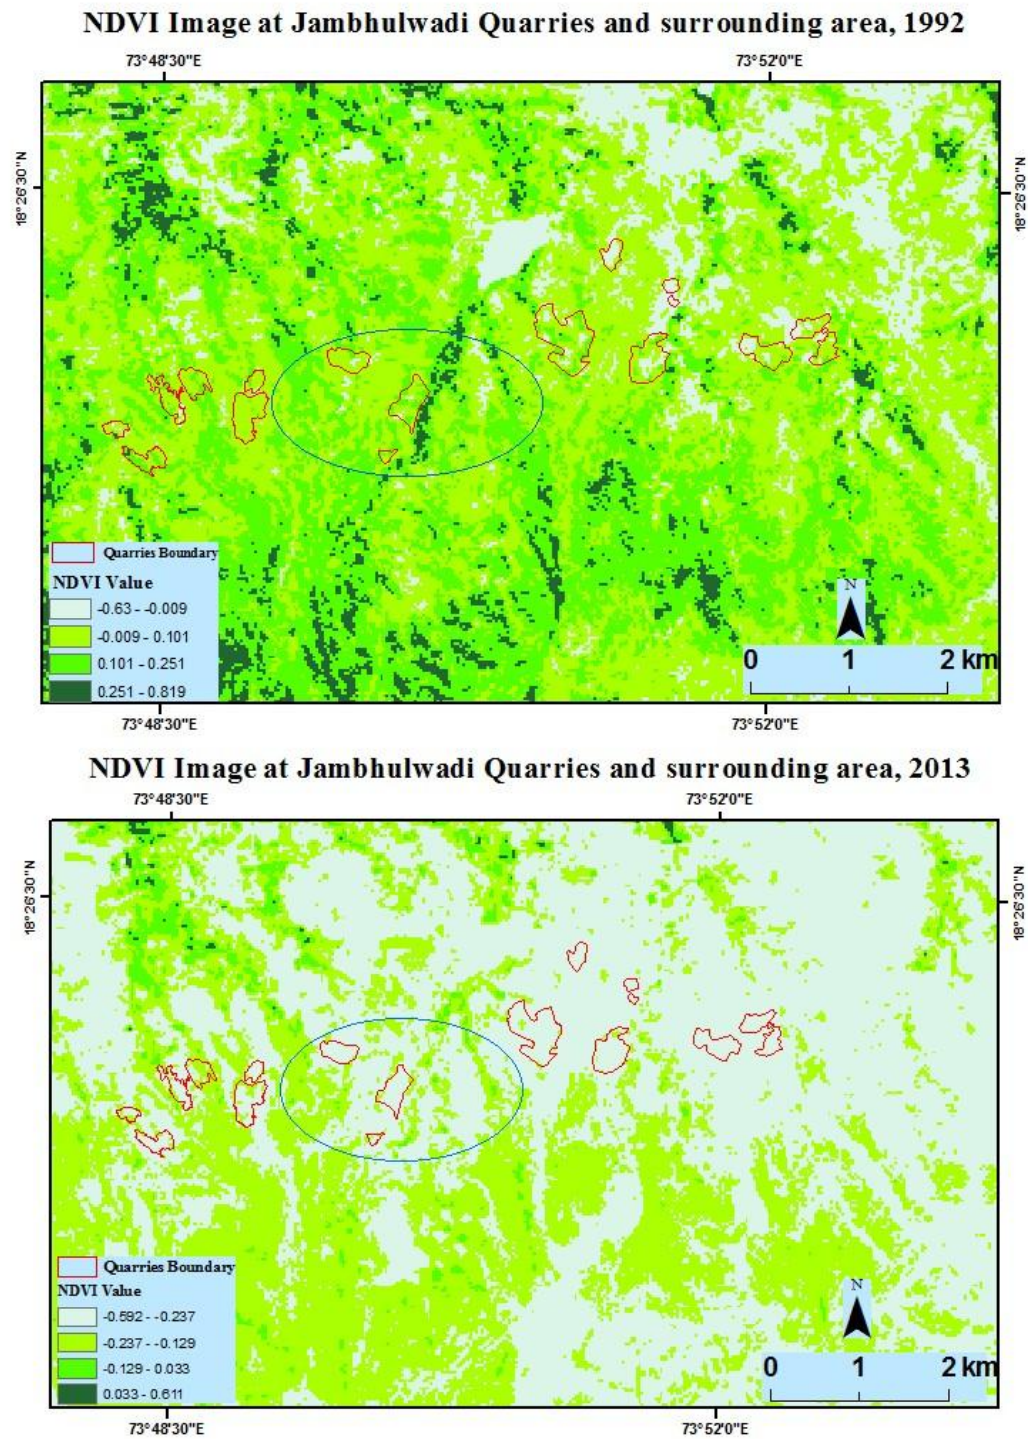 NDVI Image at Jambhulwadi Quarries and surrounding area, 1992
73°48'30"E 73°52'0"E
18°26'30"N 18°26'30"N
Quarries Boundary
NDVI Value
-0.63 - -0.009
-0.009 - 0.101
0.101 - 0.251
0.251 - 0.819
N
0 1 2 km
73°48'30"E 73°52'0"E
NDVI Image at Jambhulwadi Quarries and surrounding area, 2013
73°48'30"E 73°52'0"E
18°26'30"N 18°26'30"N
Quarries Boundary
NDVI Value
-0.592 - -0.237
-0.237 - -0.129
-0.129 - 0.033
0.033 - 0.611
N
0 1 2 km
73°48'30"E 73°52'0"E